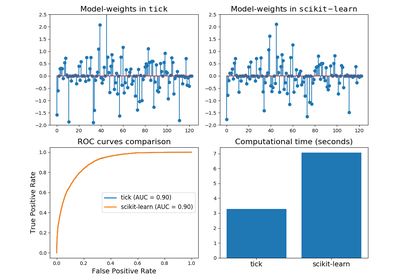 Model-weights in tick
Model-weights in scikit-learn
2.5
2.0
1.5
1.0
0.5
0.0
-0.5
-1.0
-1.5
-2.0
0 20 40 60 80 100 120
2.5
2.0
1.5
1.0
0.5
0.0
-0.5
-1.0
-1.5
-2.0
0 20 40 60 80 100 120
ROC curves comparison
Computational time (seconds)
True Positive Rate
1.0
0.8
0.6
0.4
0.2
0.0
tick (AUC = 0.90)
scikit-learn (AUC = 0.90)
0.0 0.2 0.4 0.6 0.8 1.0
False Positive Rate
7
6
5
4
3
2
1
0
tick scikit-learn